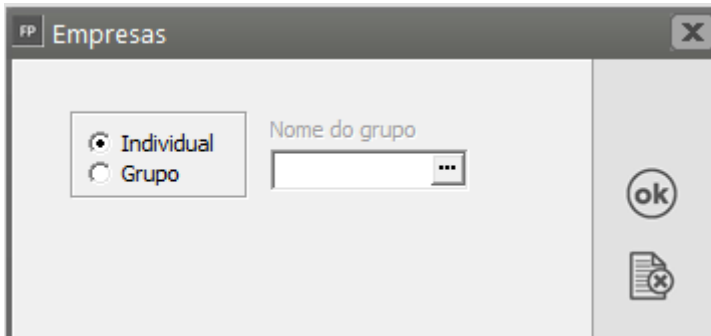 FP Empresas
Individual
Grupo
Nome do grupo
...
ok